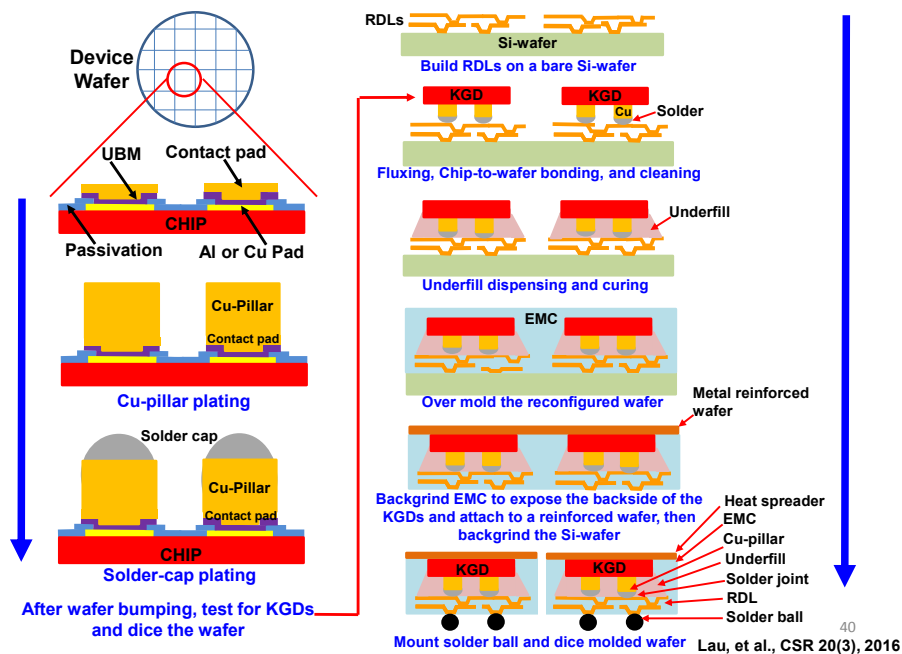 Device
Wafer
UBM
Contact pad
CHIP
Passivation
Al or Cu Pad
Cu-Pillar
Contact pad
Cu-pillar plating
Solder cap
Cu-Pillar
Contact pad
CHIP
Solder-cap plating
After wafer bumping, test for KGDs
and dice the wafer
RDLs
Si-wafer
Build RDLs on a bare Si-wafer
KGD
KGD
Cu
Solder
Fluxing, Chip-to-wafer bonding, and cleaning
Underfill
Underfill dispensing and curing
EMC
Over mold the reconfigured wafer
Metal reinforced
wafer
Backgrind EMC to expose the backside of the
KGDs and attach to a reinforced wafer, then
backgrind the Si-wafer
Heat spreader
EMC
Cu-pillar
Underfill
Solder joint
RDL
Solder ball
KGD
KGD
Mount solder ball and dice molded wafer
40
Lau, et al., CSR 20(3), 2016